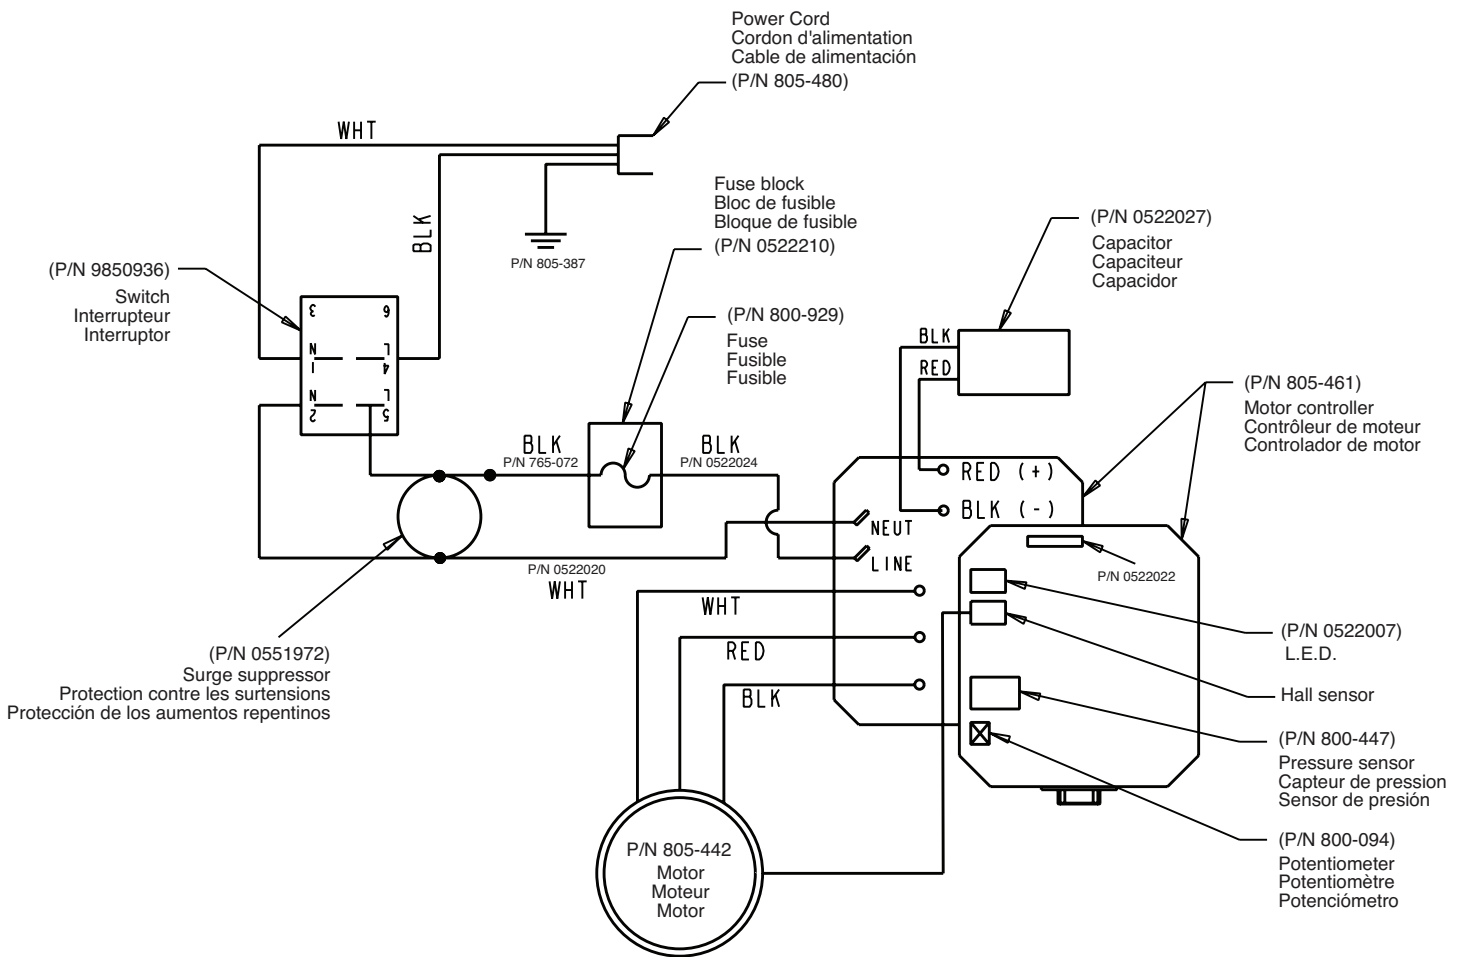 Power Cord
Cordon d'alimentation
Cable de alimentación
(P/N 805-480)
WHT
BLK
P/N 805-387
Fuse block
Bloc de fusible
Bloque de fusible
(P/N 0522210)
(P/N 9850936)
Switch
Interrupteur
Interruptor
3 6
N L
1 4
N L
2 5
(P/N 800-929)
Fuse
Fusible
Fusible
(P/N 0522027)
Capacitor
Capaciteur
Capacidor
BLK
RED
(P/N 805-461)
Motor controller
Contrôleur de moteur
Controlador de motor
BLK
P/N 765-072
BLK
P/N 0522024
RED (+)
BLK (-)
NEUT
LINE
P/N 0522020
WHT
P/N 0522022
WHT
RED
BLK
(P/N 0551972)
Surge suppressor
Protection contre les surtensions
Protección de los aumentos repentinos
(P/N 0522007)
L.E.D.
Hall sensor
(P/N 800-447)
Pressure sensor
Capteur de pression
Sensor de presión
(P/N 800-094)
Potentiometer
Potentiomètre
Potenciómetro
P/N 805-442
Motor
Moteur
Motor